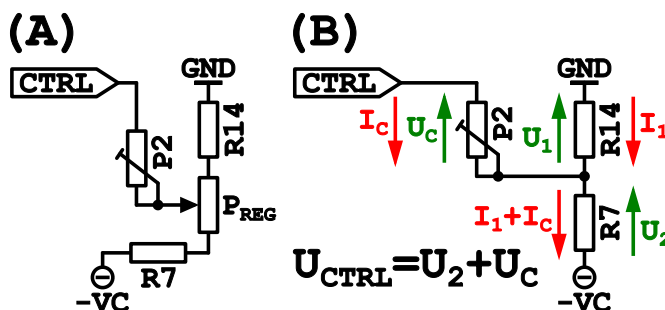 (A)
CTRL
GND
P2
R14
PREG
R7
-VC
(B)
CTRL
GND
IC
UC
P2
U1
R14
I1
I1+IC
R7
U2
UCTRL=U2+UC
-VC